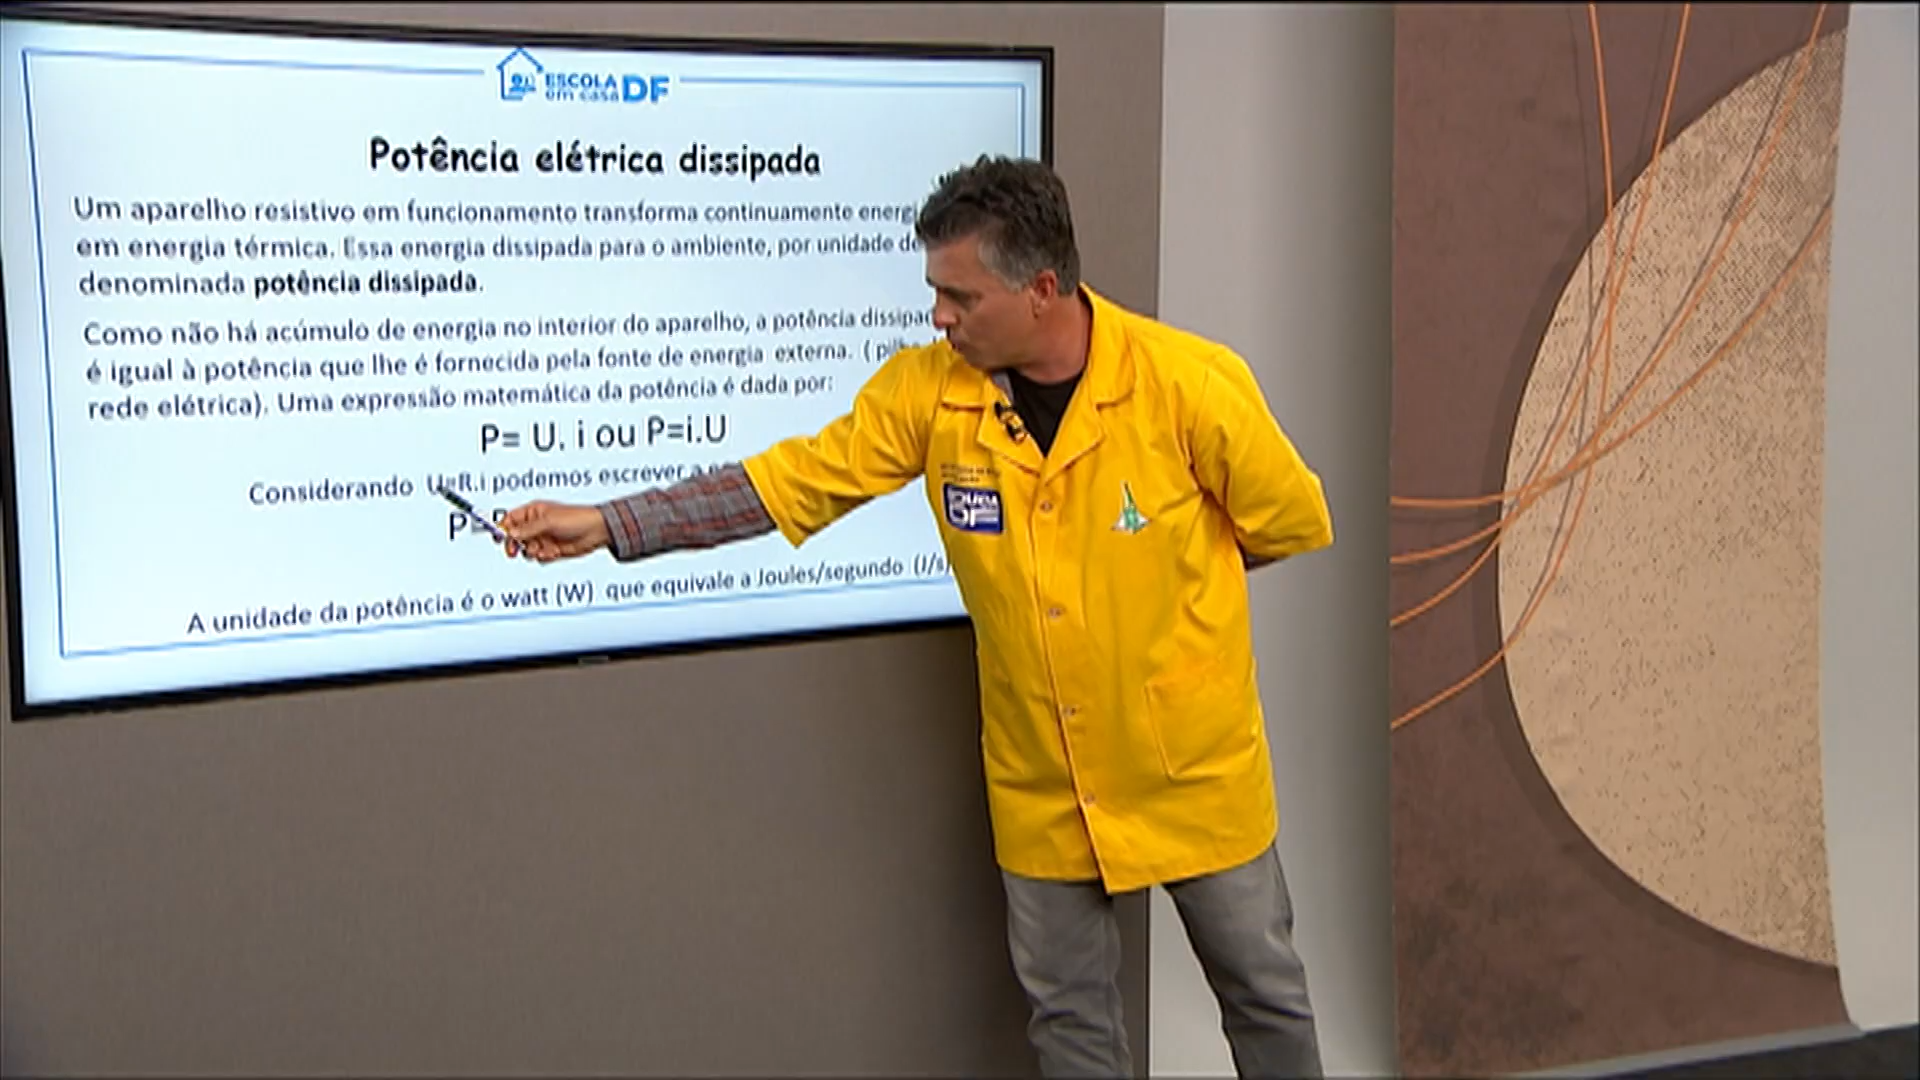 ESCOLA
em casa DF
Potência elétrica dissipada
Um aparelho resistivo em funcionamento transforma continuamente energi
em energia térmica. Essa energia dissipada para o ambiente, por unidade de
denominada potência dissipada.
Como não há acúmulo de energia no interior do aparelho, a potência dissipad
é igual à potência que lhe é fornecida pela fonte de energia externa. (
rede elétrica). Uma expressão matemática da potência é dada por:
P= U. i ou P=i.U
Considerando U=R.i podemos escrever a
P=
A unidade da potência é o watt (W) que equivale a Joules/segundo (J/s)